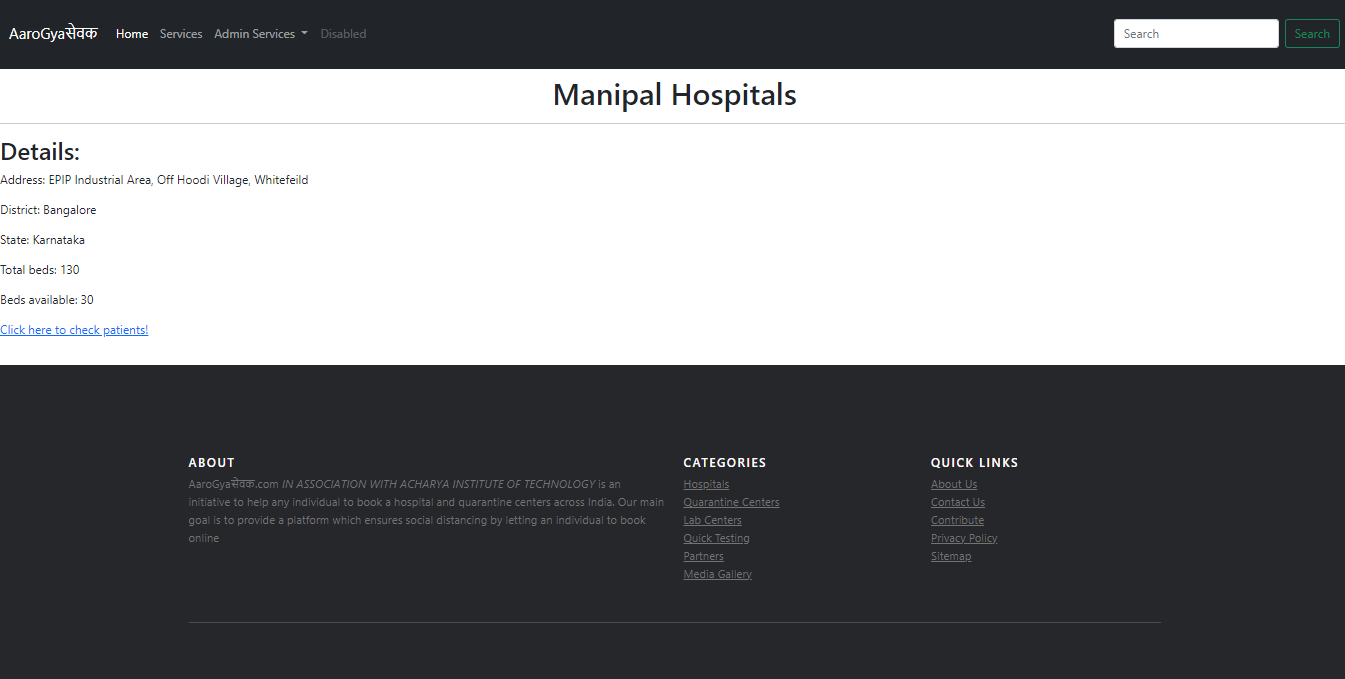 AaroGyaसेवक Home Services Admin Services Disabled Search Search
Manipal Hospitals
Details:
Address: EPIP Industrial Area, Off Hoodi Village, Whitefeild
District: Bangalore
State: Karnataka
Total beds: 130
Beds available: 30
Click here to check patients!
ABOUT
AaroGyaसेवक.com IN ASSOCIATION WITH ACHARYA INSTITUTE OF TECHNOLOGY is an
initiative to help any individual to book a hospital and quarantine centers across India. Our main
goal is to provide a platform which ensures social distancing by letting an individual to book
online
CATEGORIES
Hospitals
Quarantine Centers
Lab Centers
Quick Testing
Partners
Media Gallery
QUICK LINKS
About Us
Contact Us
Contribute
Privacy Policy
Sitemap